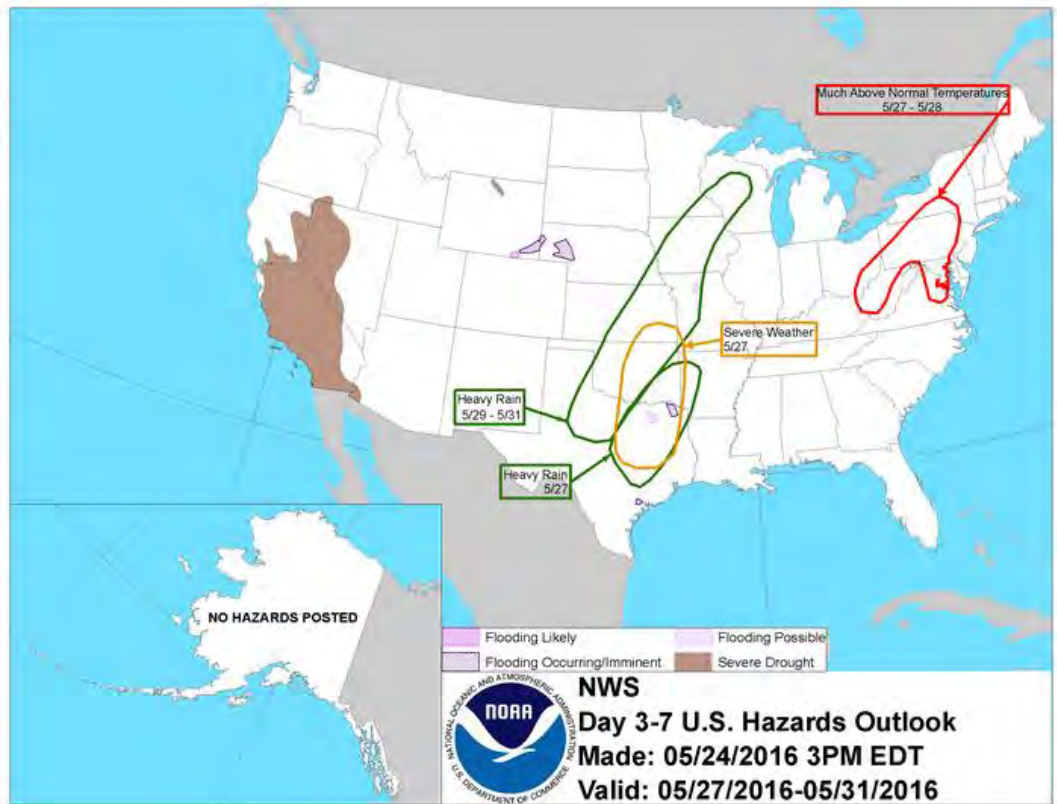 Much Above Normal Temperatures
5/27 - 5/28
Severe Weather
5/27
Heavy Rain
5/29 - 5/31
Heavy Rain
5/27
NO HAZARDS POSTED
Flooding Likely
Flooding Possible
Flooding Occurring/Imminent
Severe Drought
NATIONAL OCEANIC AND ATMOSPHERIC ADMINISTRATION
NOAA
U.S. DEPARTMENT OF COMMERCE
NWS
Day 3-7 U.S. Hazards Outlook
Made: 05/24/2016 3PM EDT
Valid: 05/27/2016-05/31/2016